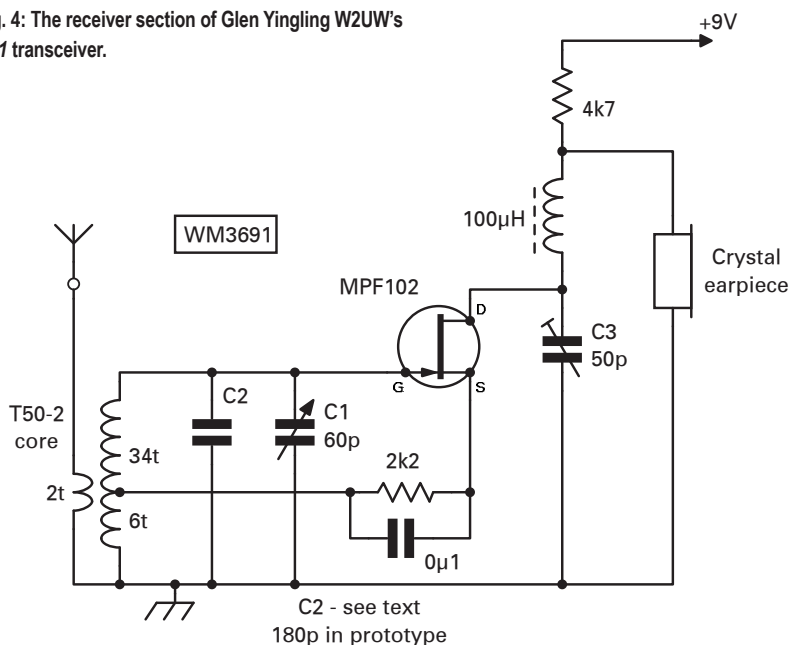 g. 4: The receiver section of Glen Yingling W2UW's
1 transceiver.
+9V
4k7
100µH
WM3691
Crystal
earpiece
MPF102
D
C3
50p
G
S
C2
C1
60p
T50-2
core
34t
2k2
2t
6t
0µ1
C2 - see text
180p in prototype